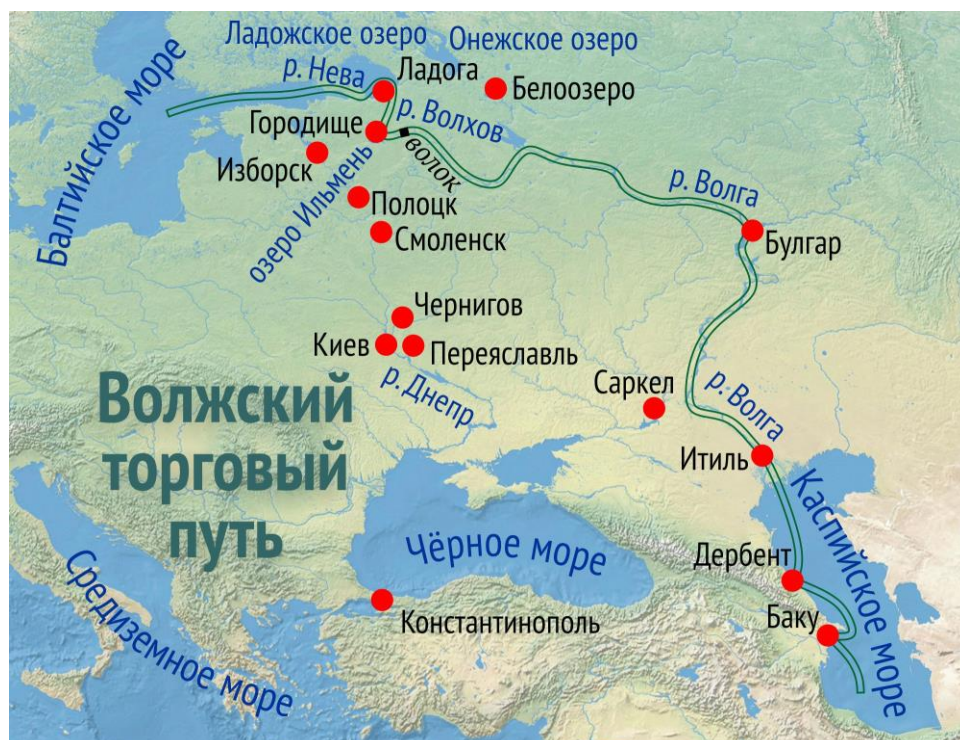 Ладожское озеро
Онежское озеро
Балтийское море
р. Нева
Ладога
Белоозеро
р. Волхов
Городище
волок
Изборск
озеро Ильмень
Полоцк
Смоленск
р. Волга
Булгар
Чернигов
Киев
Переяславль
р. Днепр
Саркел
р. Волга
Итиль
Волжский
торговый
путь
Каспийское море
Чёрное море
Дербент
Средиземное море
Константинополь
Баку